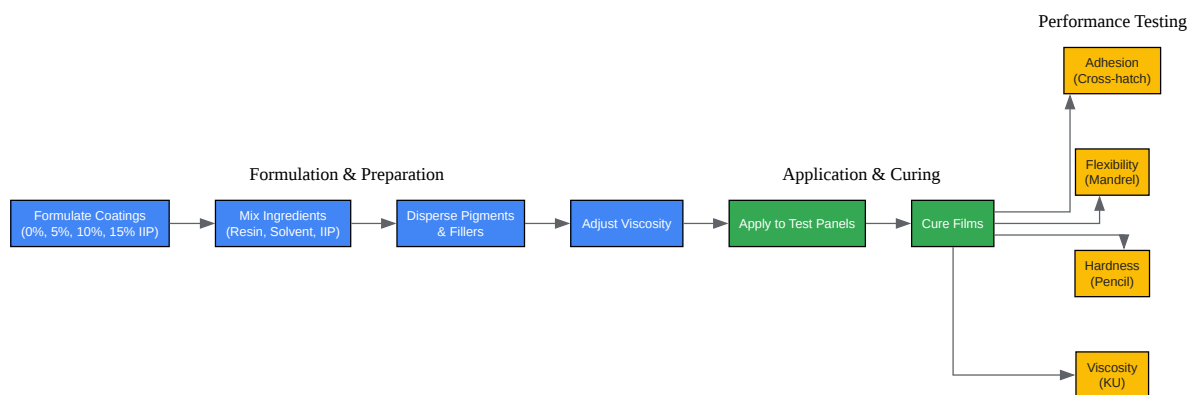 Performance Testing
Adhesion
(Cross-hatch)
Formulation & Preparation
Application & Curing
Flexibility
(Mandrel)
Formulate Coatings
(0%, 5%, 10%, 15% IIP)
Mix Ingredients
(Resin, Solvent, IIP)
Disperse Pigments
& Fillers
Adjust Viscosity
Apply to Test Panels
Cure Films
Hardness
(Pencil)
Viscosity
(KU)